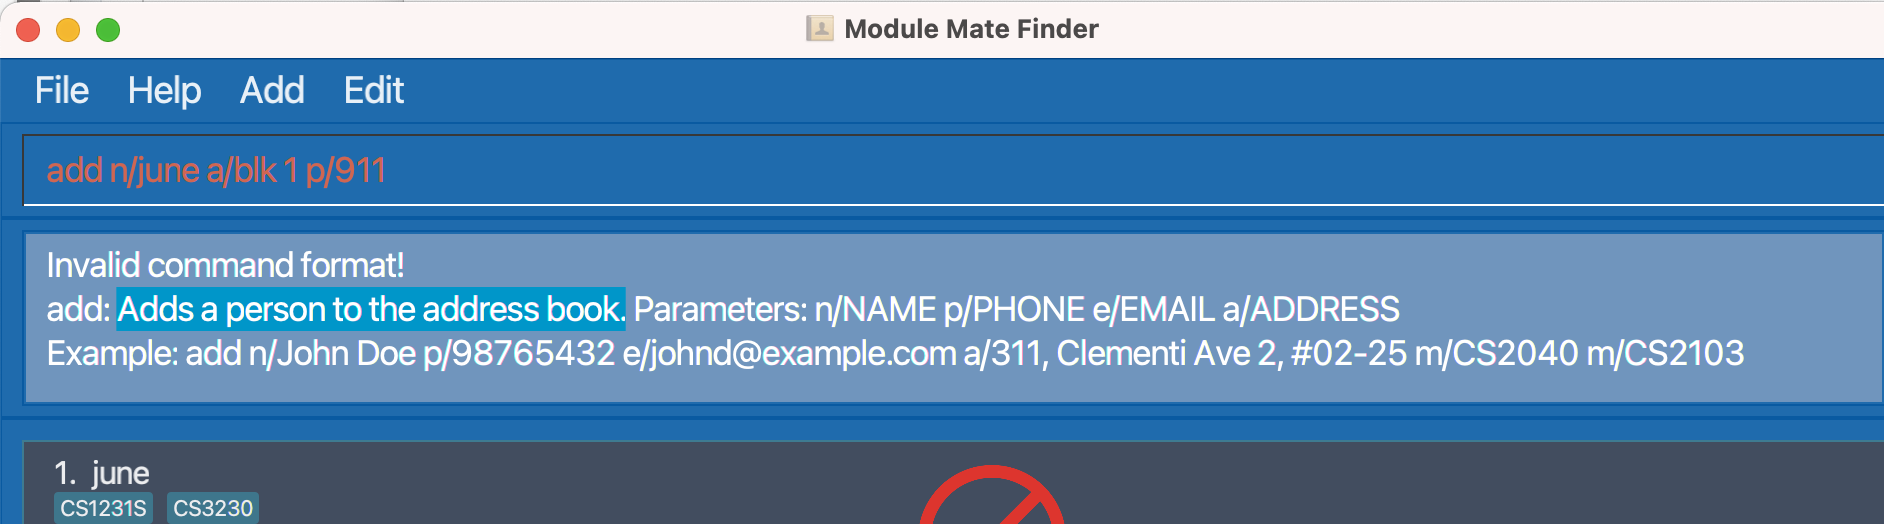 Module Mate Finder
File Help Add Edit
add n/june a/blk 1 p/911
Invalid command format!
add: Adds a person to the address book. Parameters: n/NAME p/PHONE e/EMAIL a/ADDRESS
Example: add n/John Doe p/98765432 e/johnd@example.com a/311, Clementi Ave 2, #02-25 m/CS2040 m/CS2103
1. june
CS1231S CS3230